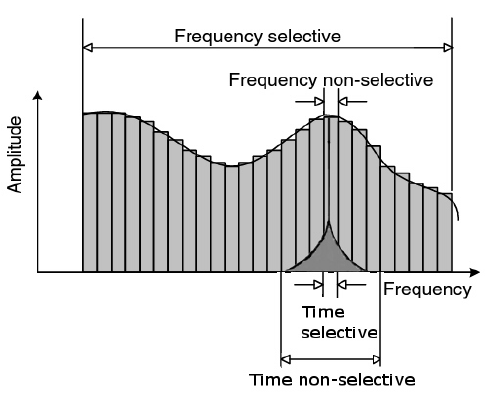 Frequency selective
Frequency non-selective
Amplitude
Frequency
Time
selective
Time non-selective